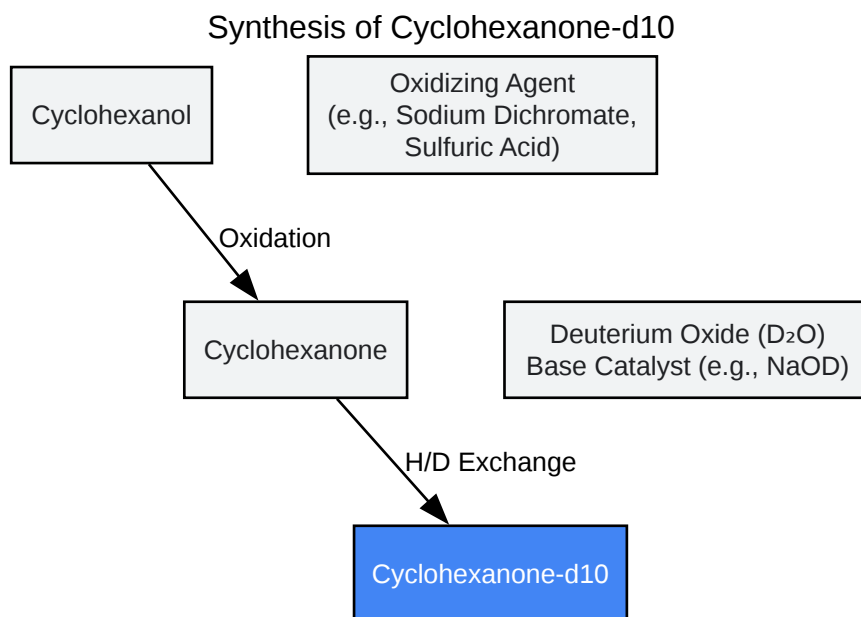 Synthesis of Cyclohexanone-d10
Cyclohexanol
Oxidizing Agent
(e.g., Sodium Dichromate,
Sulfuric Acid)
Oxidation
Cyclohexanone
Deuterium Oxide (D₂O)
Base Catalyst (e.g., NaOD)
H/D Exchange
Cyclohexanone-d10